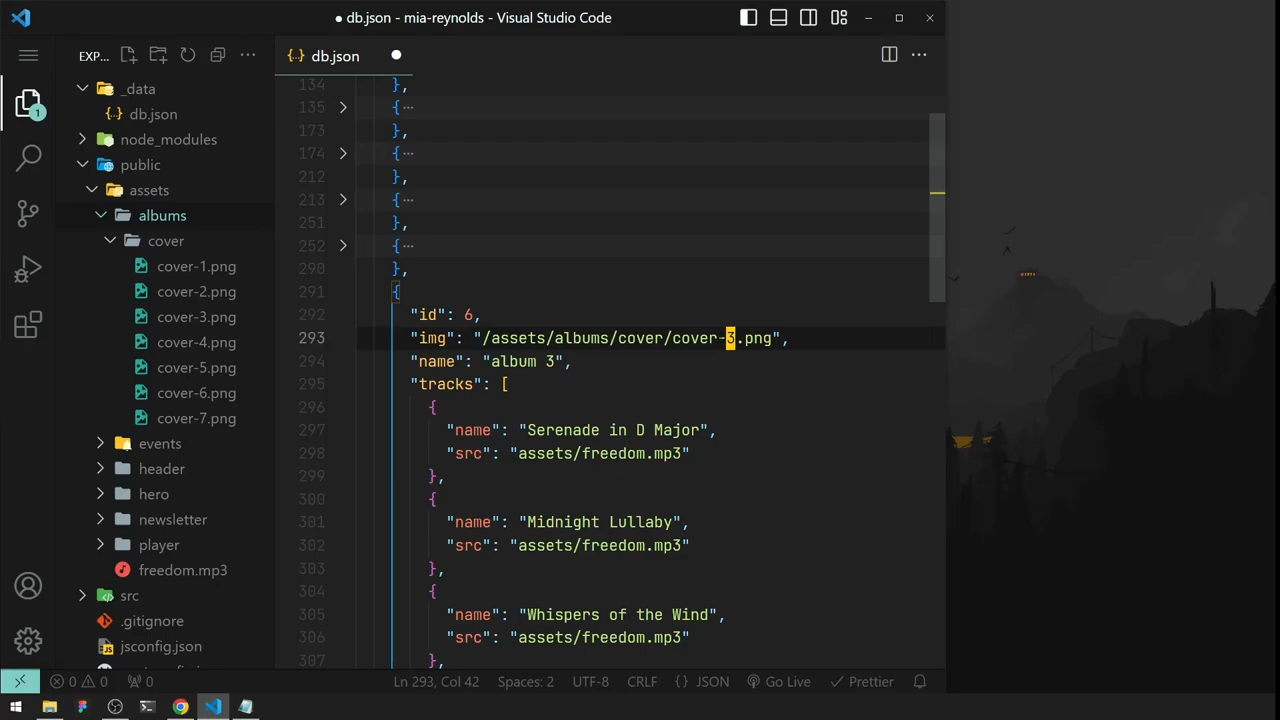 ● db.json - mia-reynolds - Visual Studio Code
EXP...
_data
db.json
node_modules
public
assets
albums
cover
cover-1.png
cover-2.png
cover-3.png
cover-4.png
cover-5.png
cover-6.png
cover-7.png
events
header
hero
newsletter
player
freedom.mp3
src
.gitignore
jsconfig.json
1
{..} db.json ●
134 },
135 { ⋯
173 },
174 { ⋯
212 },
213 { ⋯
251 },
252 { ⋯
290 },
291 {
292 "id": 6,
293 "img": "/assets/albums/cover/cover-3.png",
294 "name": "album 3",
295 "tracks": [
296 {
297 "name": "Serenade in D Major",
298 "src": "assets/freedom.mp3"
299 },
300 {
301 "name": "Midnight Lullaby",
302 "src": "assets/freedom.mp3"
303 },
304 {
305 "name": "Whispers of the Wind",
306 "src": "assets/freedom.mp3"
307 },
0 0 0 Ln 293, Col 42 Spaces: 2 UTF-8 CRLF {} JSON Go Live Prettier